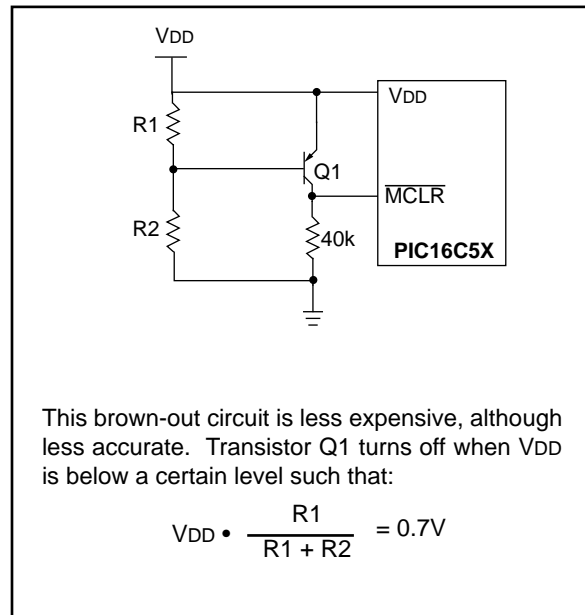 VDD
VDD
R1
Q1
MCLR
R2
40k
PIC16C5X
This brown-out circuit is less expensive, although
less accurate. Transistor Q1 turns off when VDD
is below a certain level such that:
VDD • R1 / R1 + R2 = 0.7V